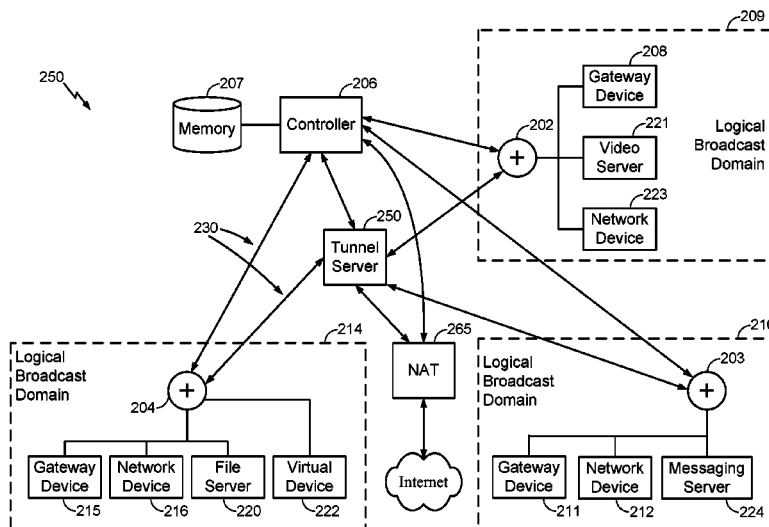 209
250
207
Memory
206
Controller
208
Gateway
Device
202
+
221
Video
Server
Logical
Broadcast
Domain
223
Network
Device
230
250
Tunnel
Server
214
Logical
Broadcast
Domain
204
+
Gateway
Device
215
Network
Device
216
File
Server
220
Virtual
Device
222
265
NAT
Internet
210
Logical
Broadcast
Domain
203
+
Gateway
Device
211
Network
Device
212
Messaging
Server
224